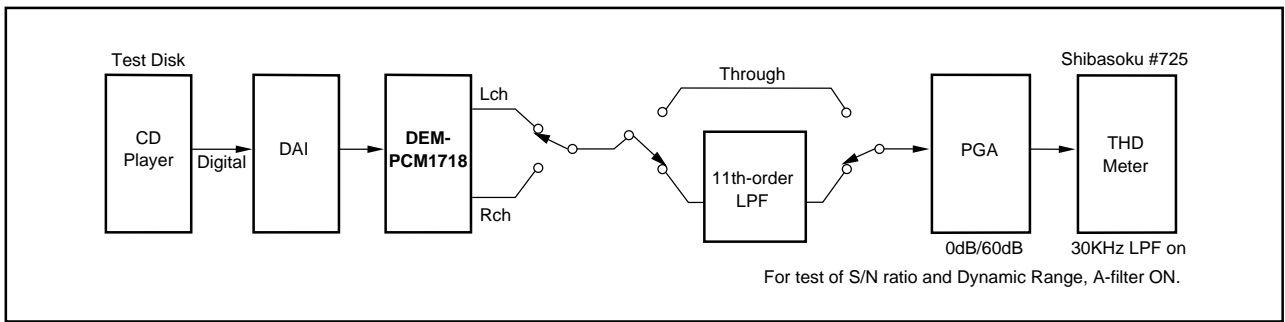 Test Disk
CD
Player
Digital
DAI
DEM-
PCM1718
Lch
Rch
Through
11th-order
LPF
PGA
0dB/60dB
Shibasoku #725
THD
Meter
30KHz LPF on
For test of S/N ratio and Dynamic Range, A-filter ON.